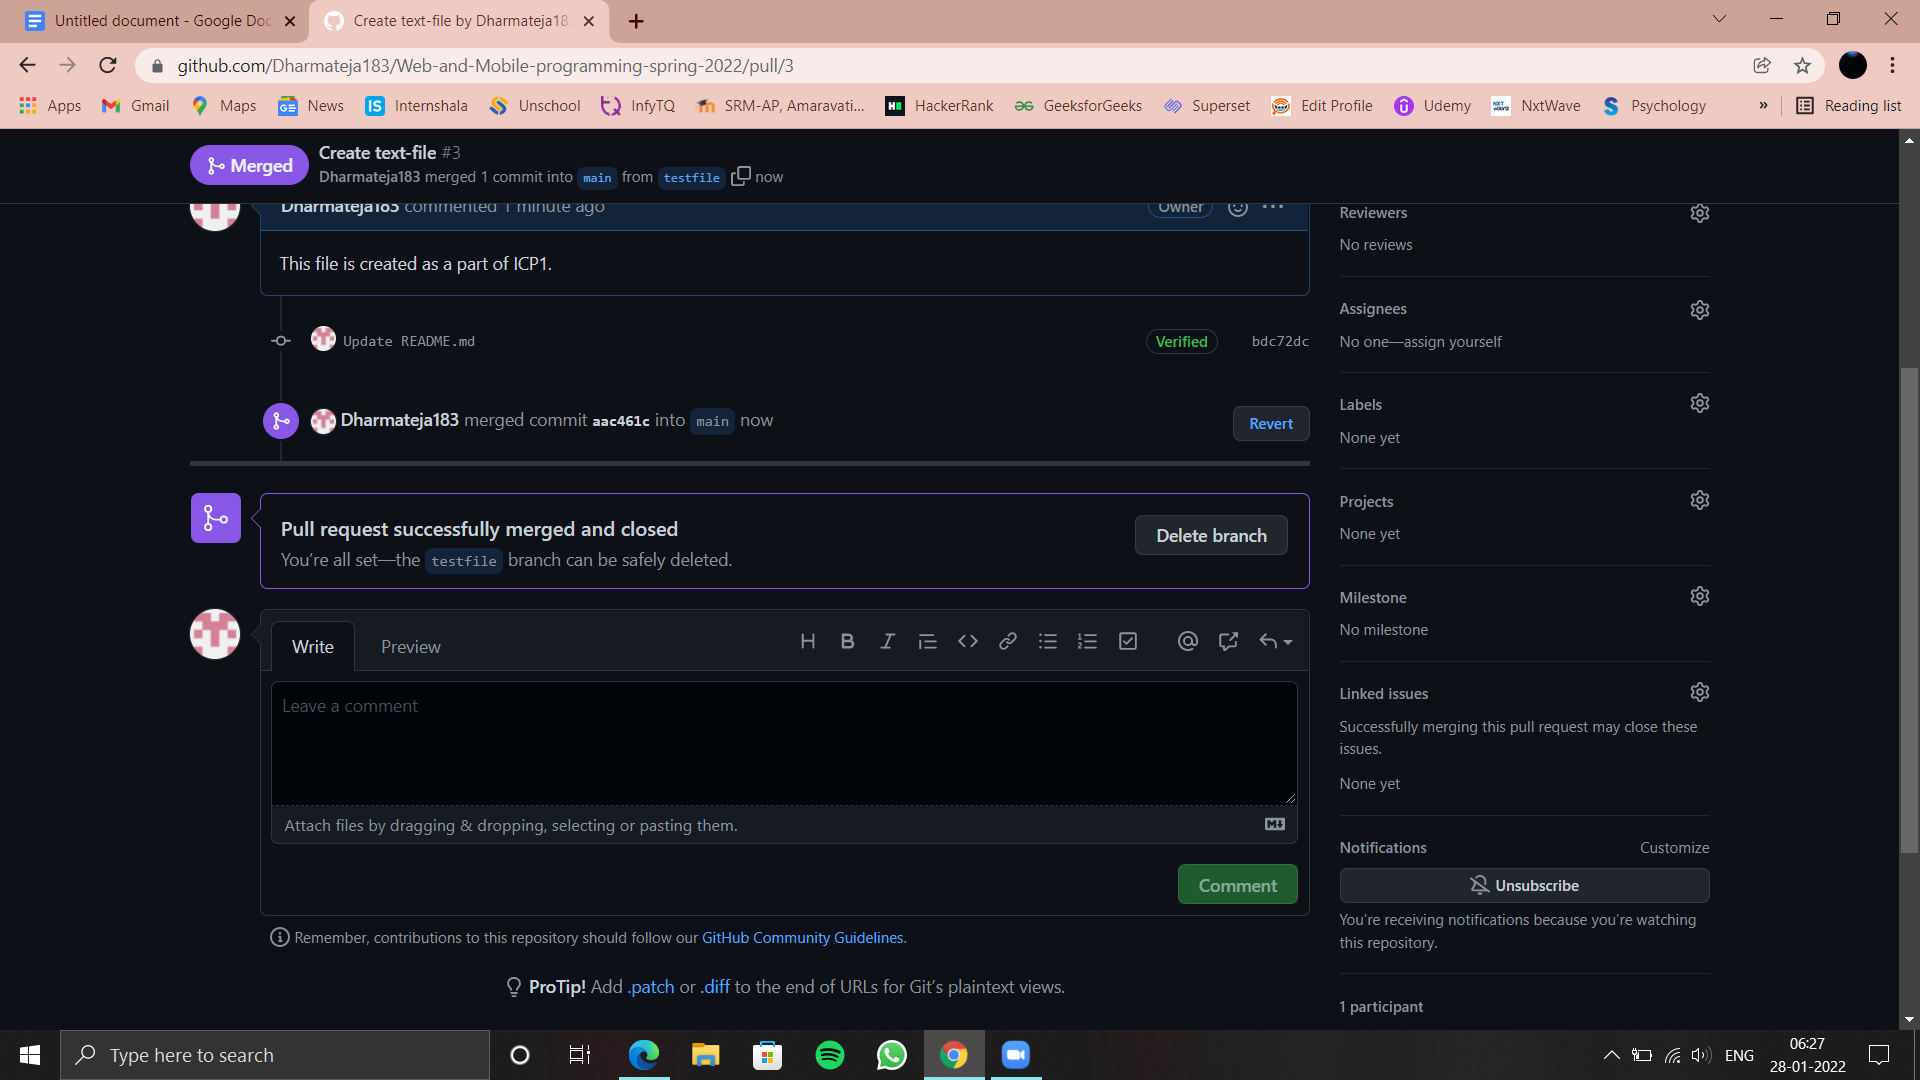 Untitled document - Google Doc
Create text-file by Dharmateja18
github.com/Dharmateja183/Web-and-Mobile-programming-spring-2022/pull/3
Apps Gmail Maps News Internshala Unschool InfyTQ SRM-AP, Amaravati... HackerRank GeeksforGeeks Superset Edit Profile Udemy NxtWave Psychology » Reading list
Merged
Create text-file #3
Dharmateja183 merged 1 commit into main from testfile now
Dharmateja183 commented 1 minute ago
Owner
This file is created as a part of ICP1.
Update README.md Verified bdc72dc
Dharmateja183 merged commit aac461c into main now
Revert
Pull request successfully merged and closed
You're all set—the testfile branch can be safely deleted.
Delete branch
Write Preview
Leave a comment
Attach files by dragging & dropping, selecting or pasting them.
Comment
Remember, contributions to this repository should follow our GitHub Community Guidelines.
ProTip! Add .patch or .diff to the end of URLs for Git's plaintext views.
Reviewers
No reviews
Assignees
No one—assign yourself
Labels
None yet
Projects
None yet
Milestone
No milestone
Linked issues
Successfully merging this pull request may close these
issues.
None yet
Notifications Customize
Unsubscribe
You're receiving notifications because you're watching
this repository.
1 participant
Type here to search
ENG
06:27
28-01-2022